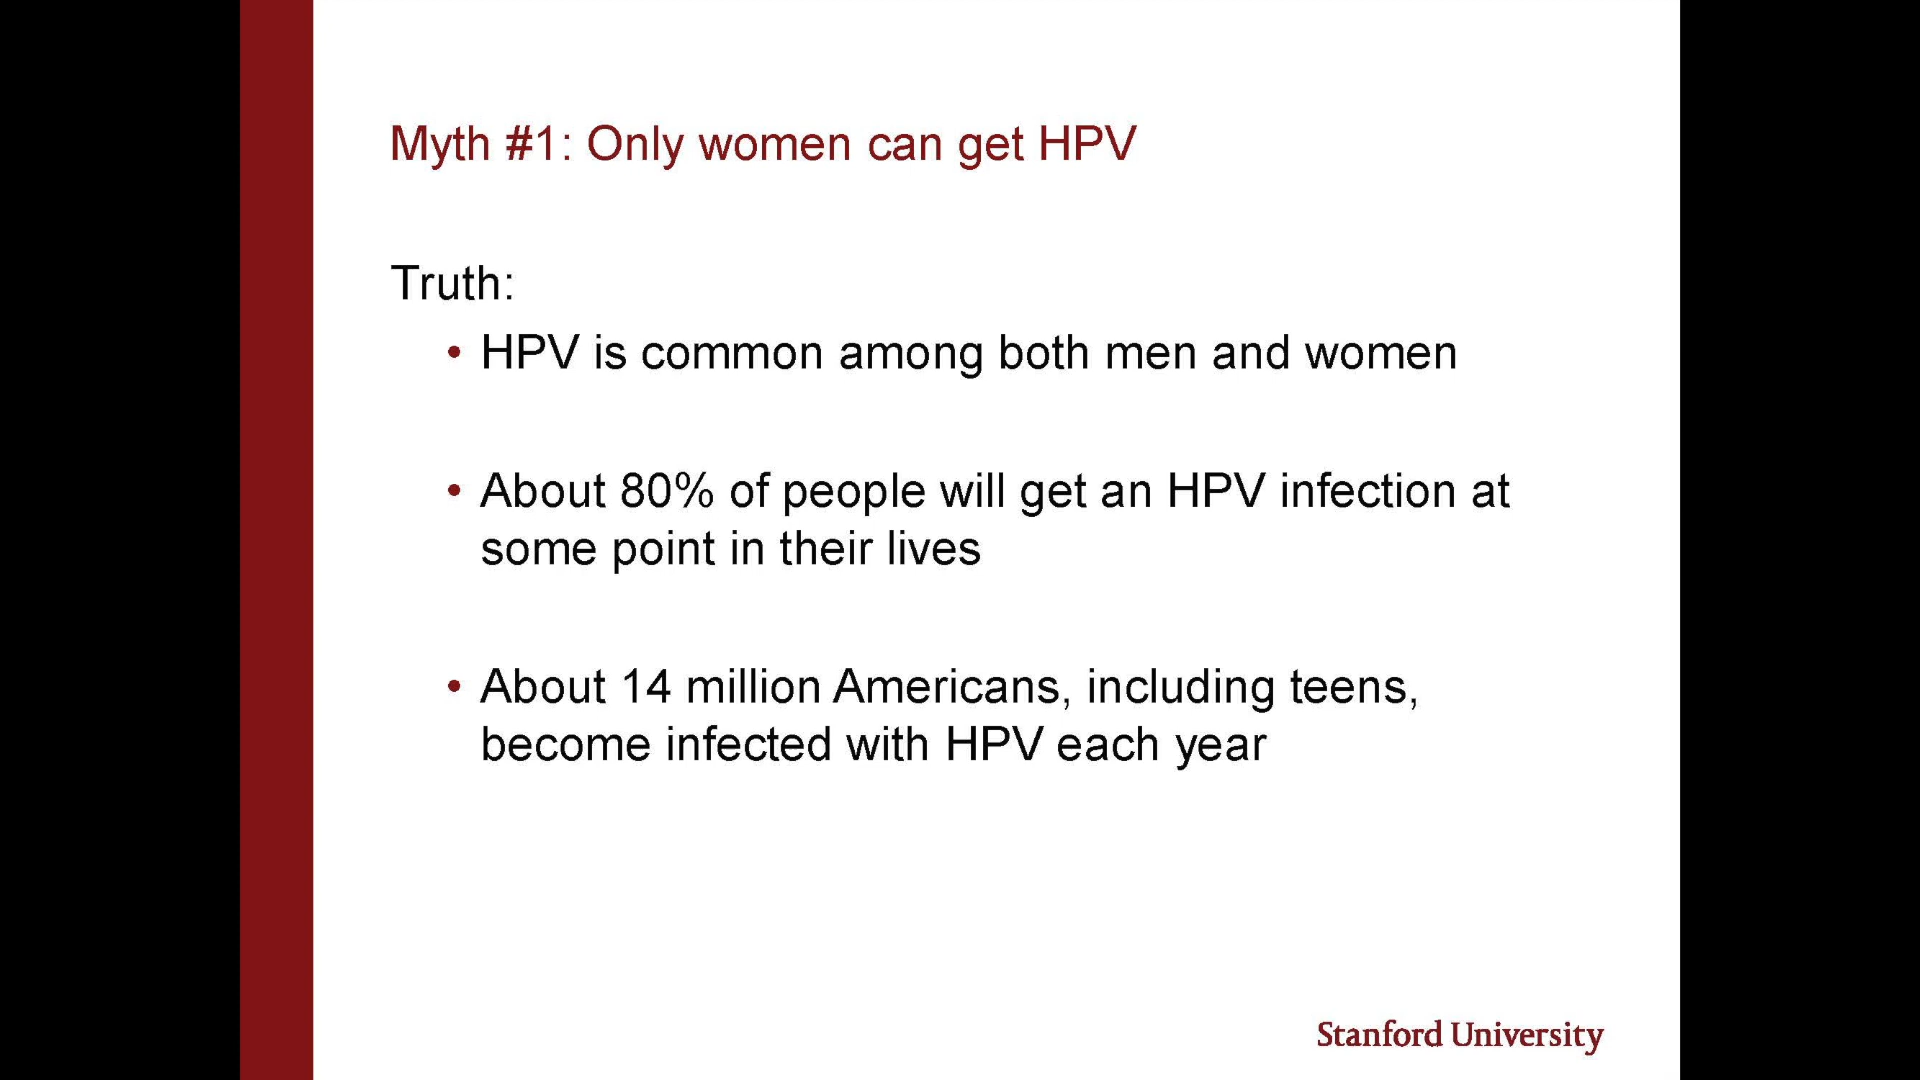 Myth #1: Only women can get HPV
Truth:
• HPV is common among both men and women
• About 80% of people will get an HPV infection at
some point in their lives
• About 14 million Americans, including teens,
become infected with HPV each year
Stanford University